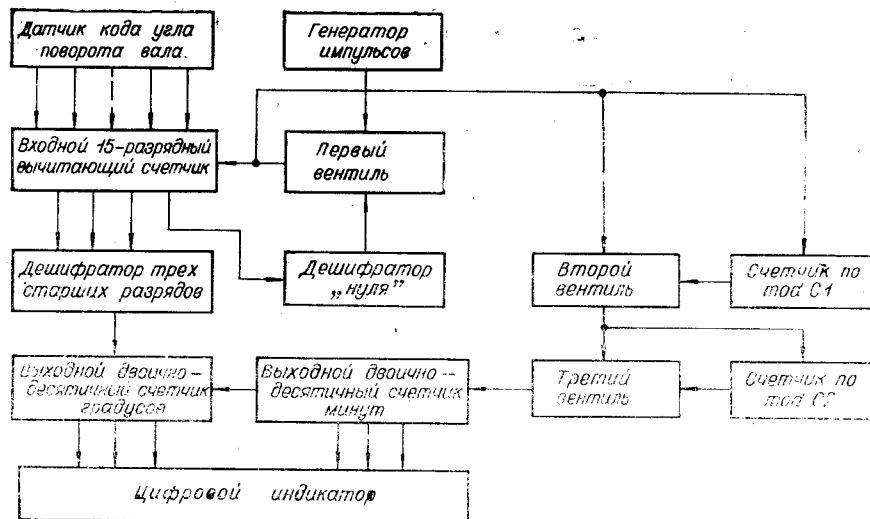 Датчик кода угла
поворота вала.
Генератор
импульсов
Входной 15-разрядный
вычитающий счетчик
Первый
вентиль
Дешифратор трех
старших разрядов
Дешифратор
„нуля”
Второй
вентиль
Счетчик по
mod C1
Выходной двоично-
десятичный счетчик
градусов
Выходной двоично-
десятичный счетчик
минут
Третий
вентиль
Счетчик по
mod C2
Цифровой индикатор